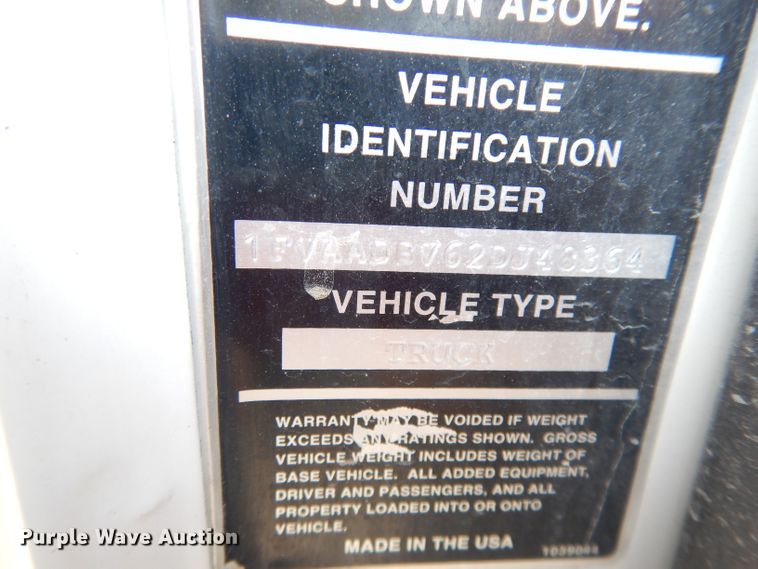 SHOWN ABOVE.
VEHICLE
IDENTIFICATION
NUMBER
1FVAADBV62DJ48364
VEHICLE TYPE
TRUCK
WARRANTY MAY BE VOIDED IF WEIGHT
EXCEEDS ANY RATINGS SHOWN. GROSS
VEHICLE WEIGHT INCLUDES WEIGHT OF
BASE VEHICLE. ALL ADDED EQUIPMENT,
DRIVER AND PASSENGERS, AND ALL
PROPERTY LOADED INTO OR ONTO
VEHICLE.
MADE IN THE USA 1039044
Purple Wave Auction